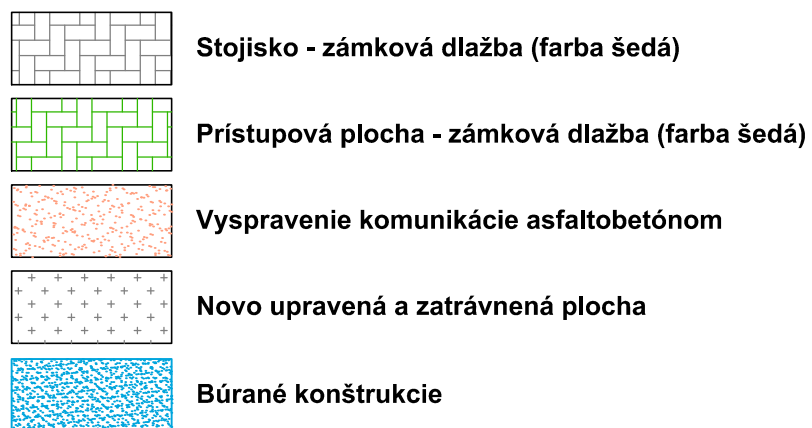 Stojisko - zámková dlažba (farba šedá)
Prístupová plocha - zámková dlažba (farba šedá)
Vyspravenie komunikácie asfaltobetónom
Novo upravená a zatrávnená plocha
Búrané konštrukcie